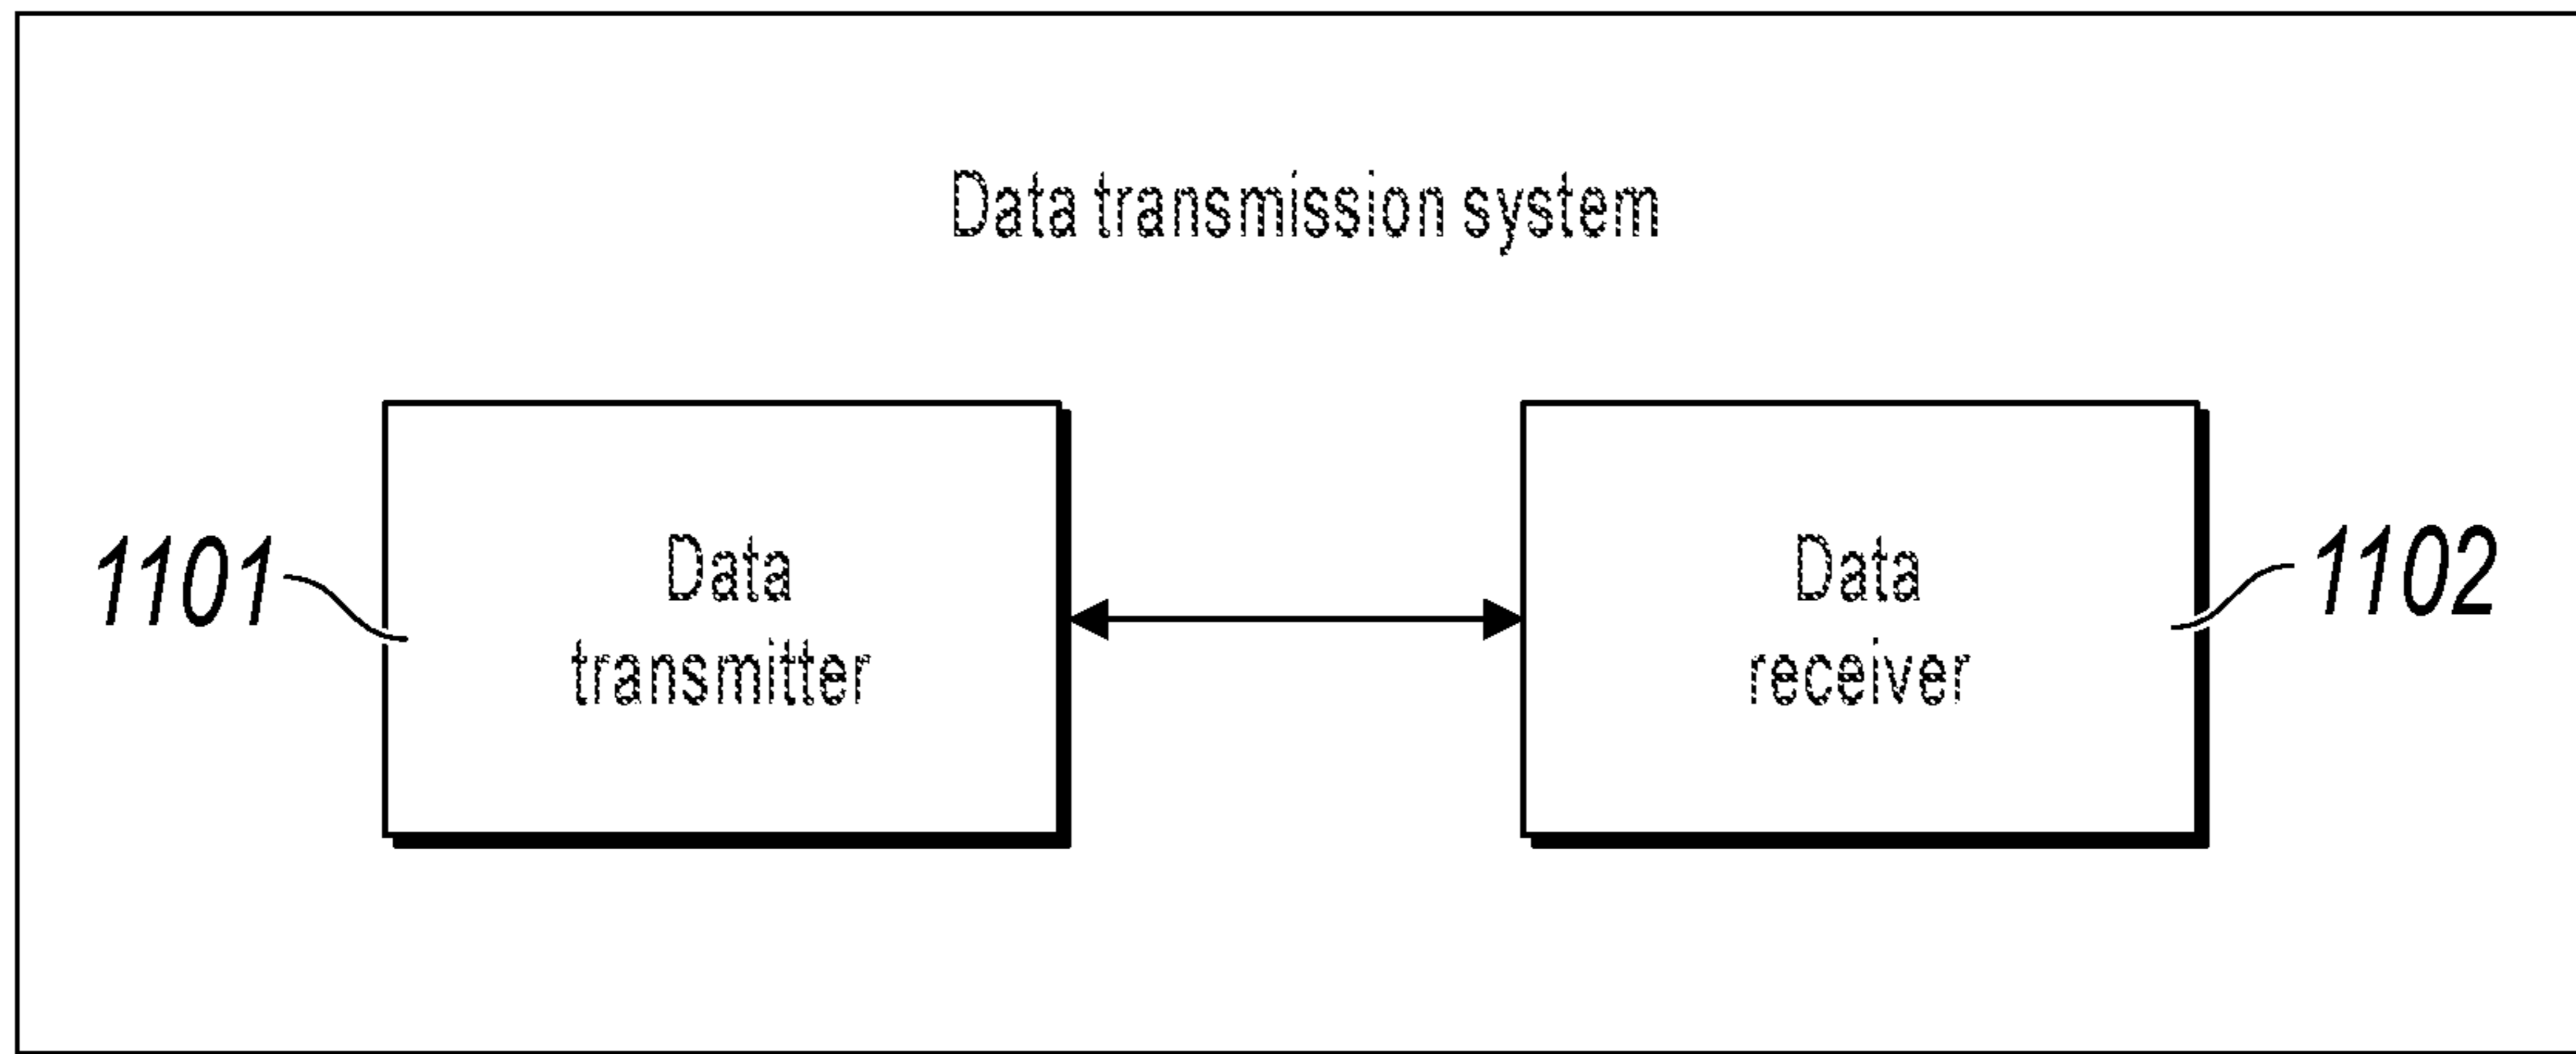 Data transmission system
1101
Data
transmitter
Data
receiver
1102